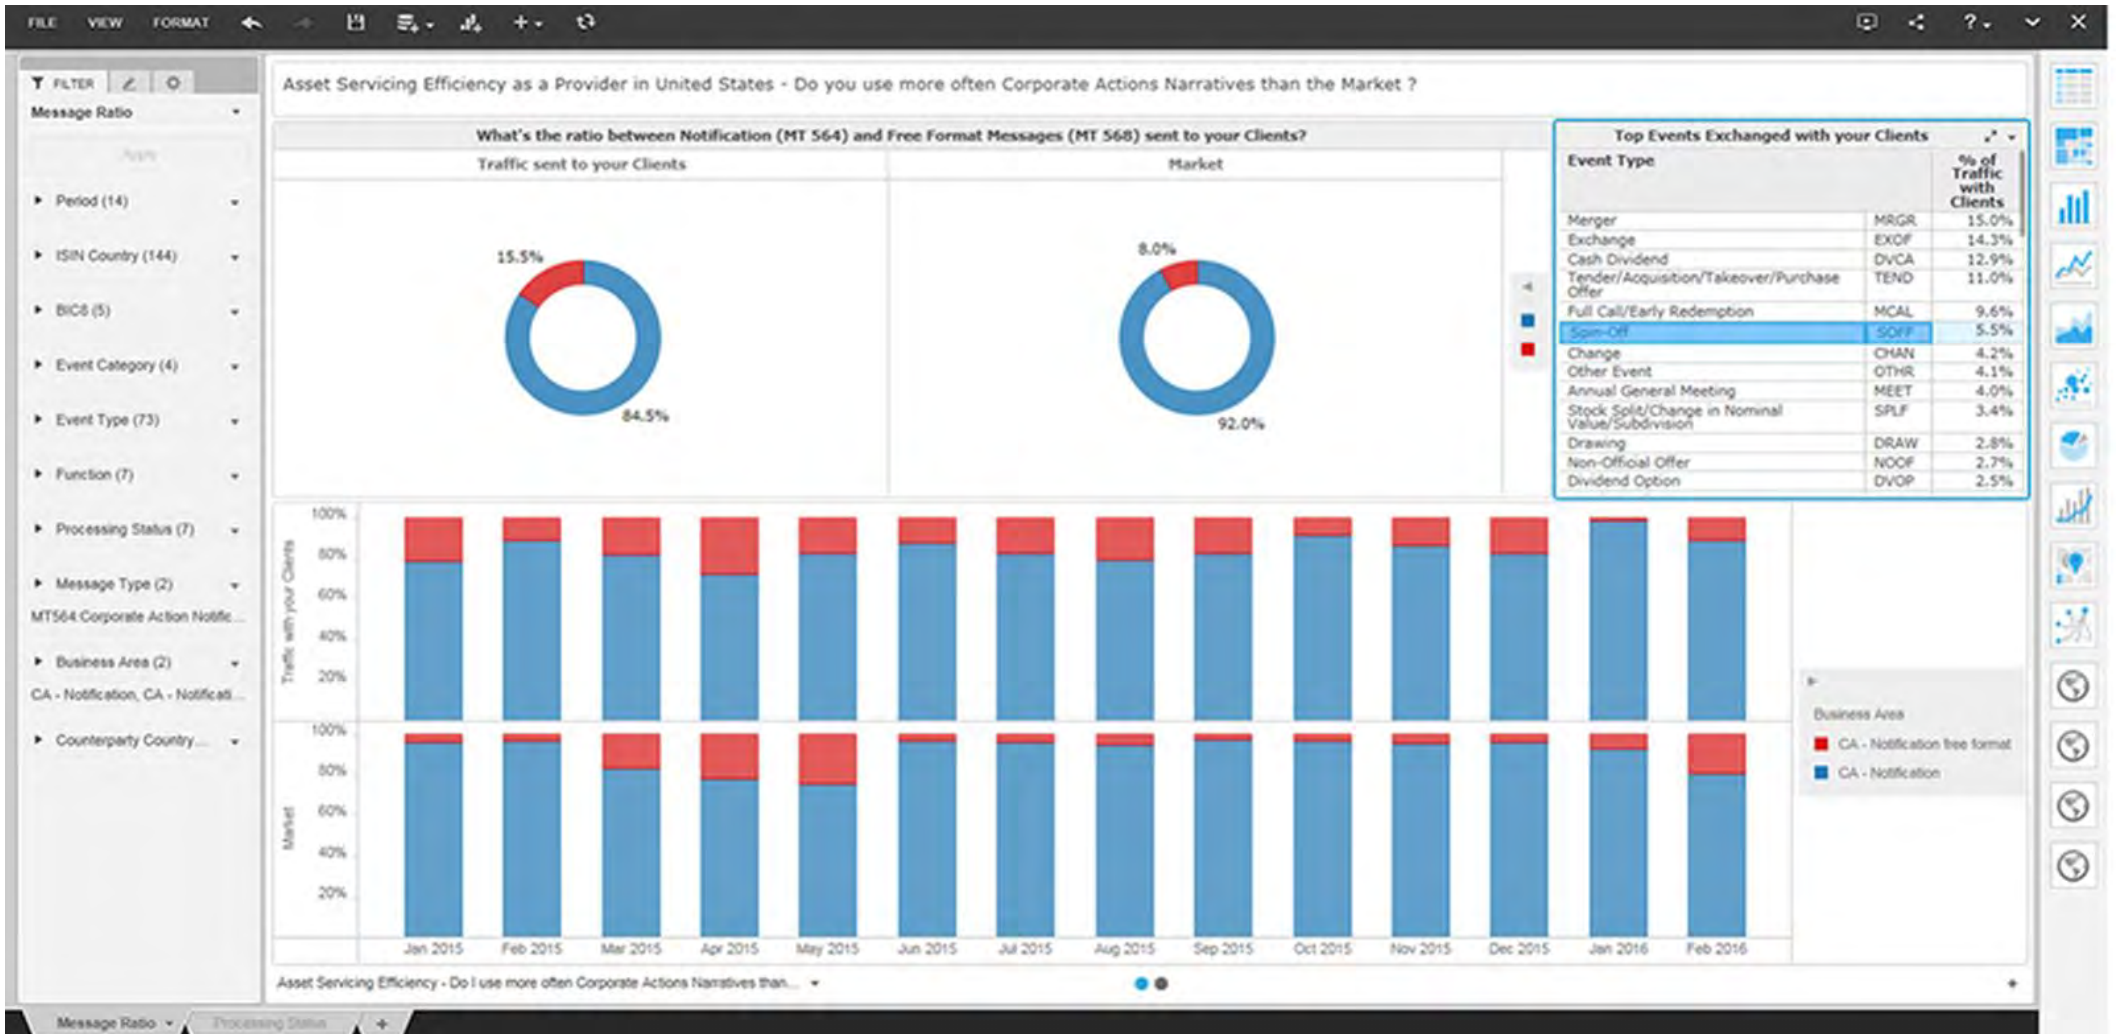 FILE VIEW FORMAT
?
FILTER
Message Ratio
Apply
Period (14)
ISIN Country (144)
BIC8 (5)
Event Category (4)
Event Type (73)
Function (7)
Processing Status (7)
Message Type (2)
MT564:Corporate Action Notific...
Business Area (2)
CA - Notification, CA - Notificati...
Counterparty Country...
Asset Servicing Efficiency as a Provider in United States - Do you use more often Corporate Actions Narratives than the Market ?
What's the ratio between Notification (MT 564) and Free Format Messages (MT 568) sent to your Clients?
Traffic sent to your Clients
Market
15.5%
84.5%
8.0%
92.0%
Top Events Exchanged with your Clients
Event Type
% of
Traffic
with
Clients
Merger MRGR 15.0%
Exchange EXOF 14.3%
Cash Dividend DVCA 12.9%
Tender/Acquisition/Takeover/Purchase TEND 11.0%
Offer
Full Call/Early Redemption MCAL 9.6%
Spin-Off SOFF 5.5%
Change CHAN 4.2%
Other Event OTHR 4.1%
Annual General Meeting MEET 4.0%
Stock Split/Change in Nominal SPLF 3.4%
Value/Subdivision
Drawing DRAW 2.8%
Non-Official Offer NOOF 2.7%
Dividend Option DVOP 2.5%
Traffic with your Clients
100%
80%
60%
40%
20%
Market
100%
80%
60%
40%
20%
Jan 2015 Feb 2015 Mar 2015 Apr 2015 May 2015 Jun 2015 Jul 2015 Aug 2015 Sep 2015 Oct 2015 Nov 2015 Dec 2015 Jan 2016 Feb 2016
Business Area
CA - Notification free format
CA - Notification
Asset Servicing Efficiency - Do I use more often Corporate Actions Narratives than...
Message Ratio
Processing Status
+